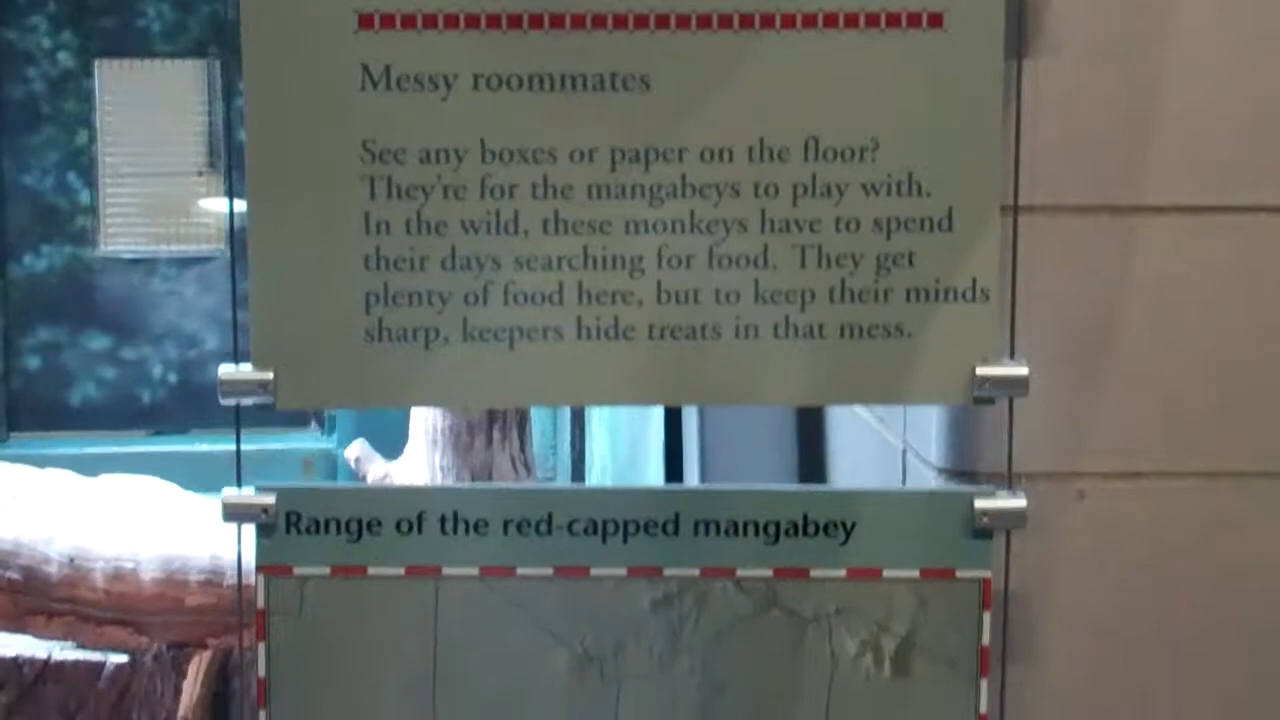 Messy roommates
See any boxes or paper on the floor?
They're for the mangabeys to play with.
In the wild, these monkeys have to spend
their days searching for food. They get
plenty of food here, but to keep their minds
sharp, keepers hide treats in that mess.
Range of the red-capped mangabey